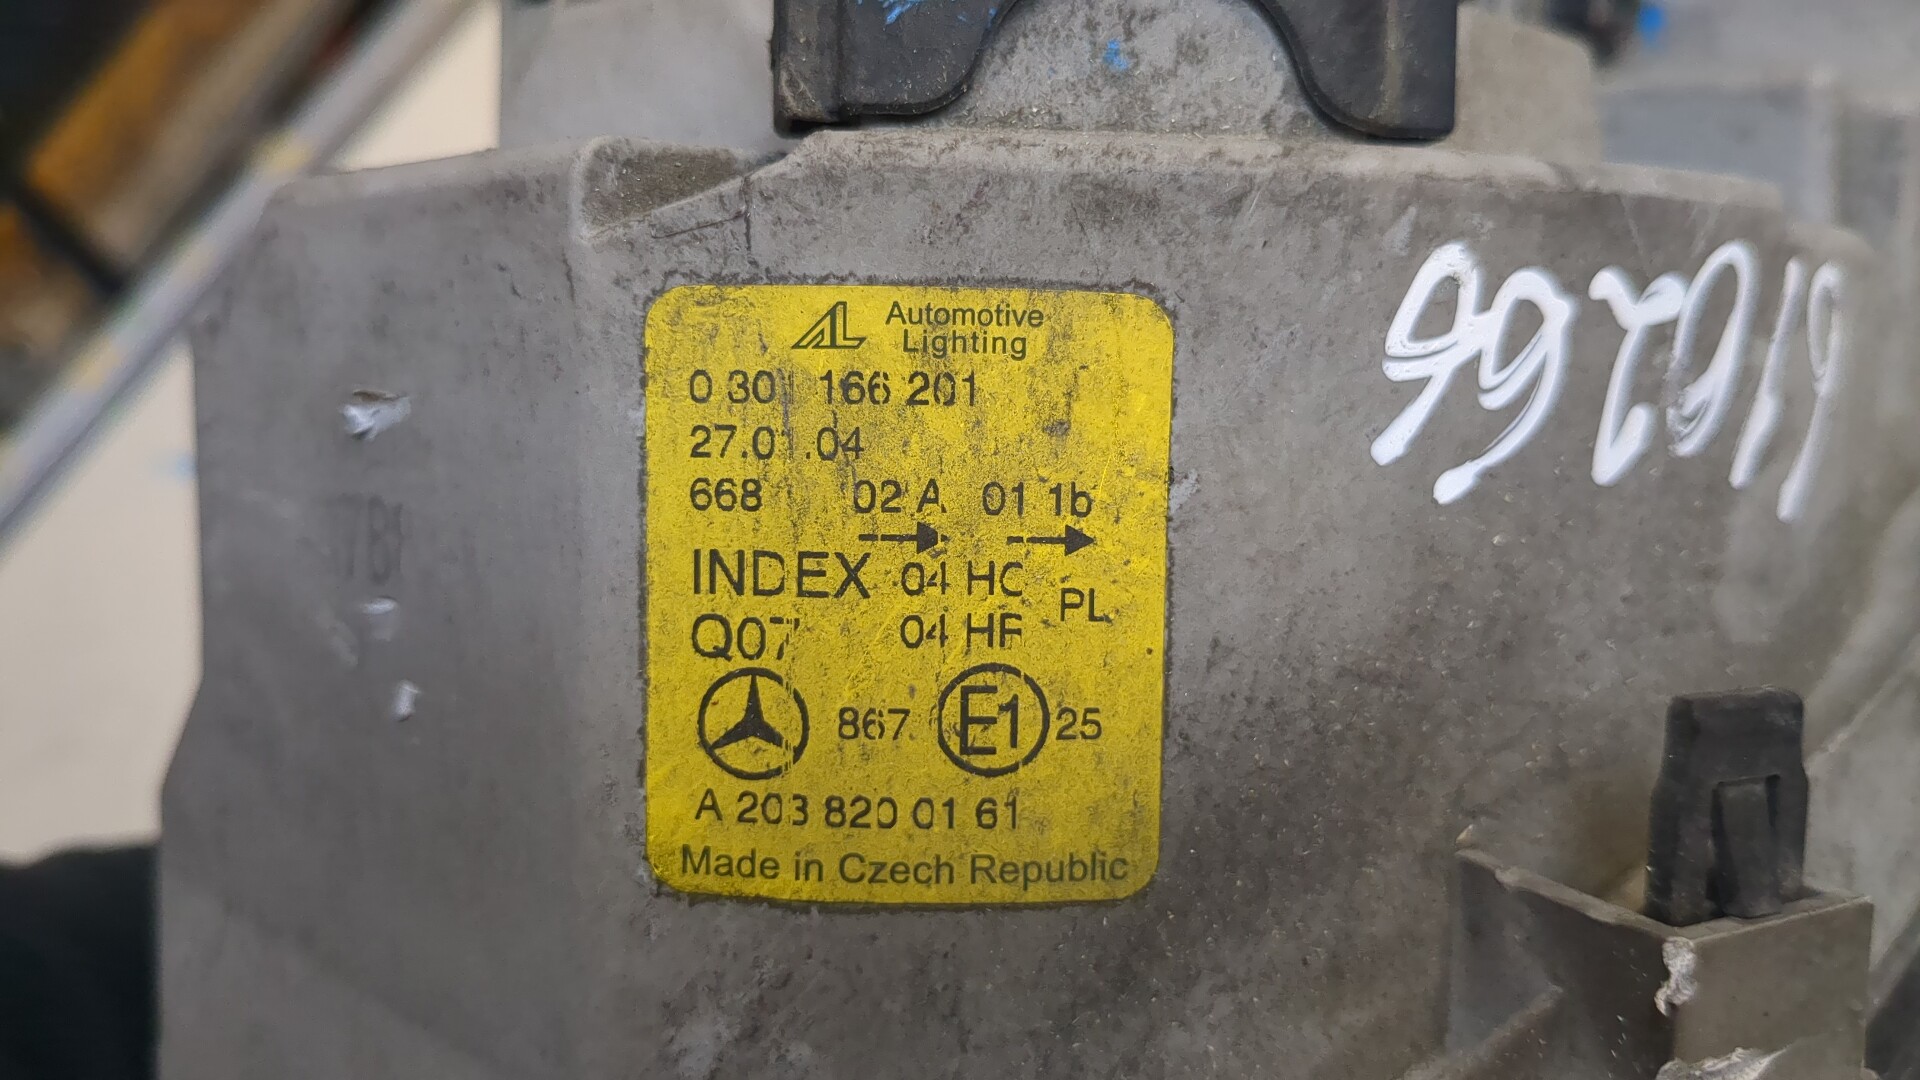 AL Automotive Lighting
0 301 166 201
27.01.04
668 02 A 01 1b
INDEX 04 HC
Q07 04 HR PL
867 E1 25
A 203 820 01 61
Made in Czech Republic